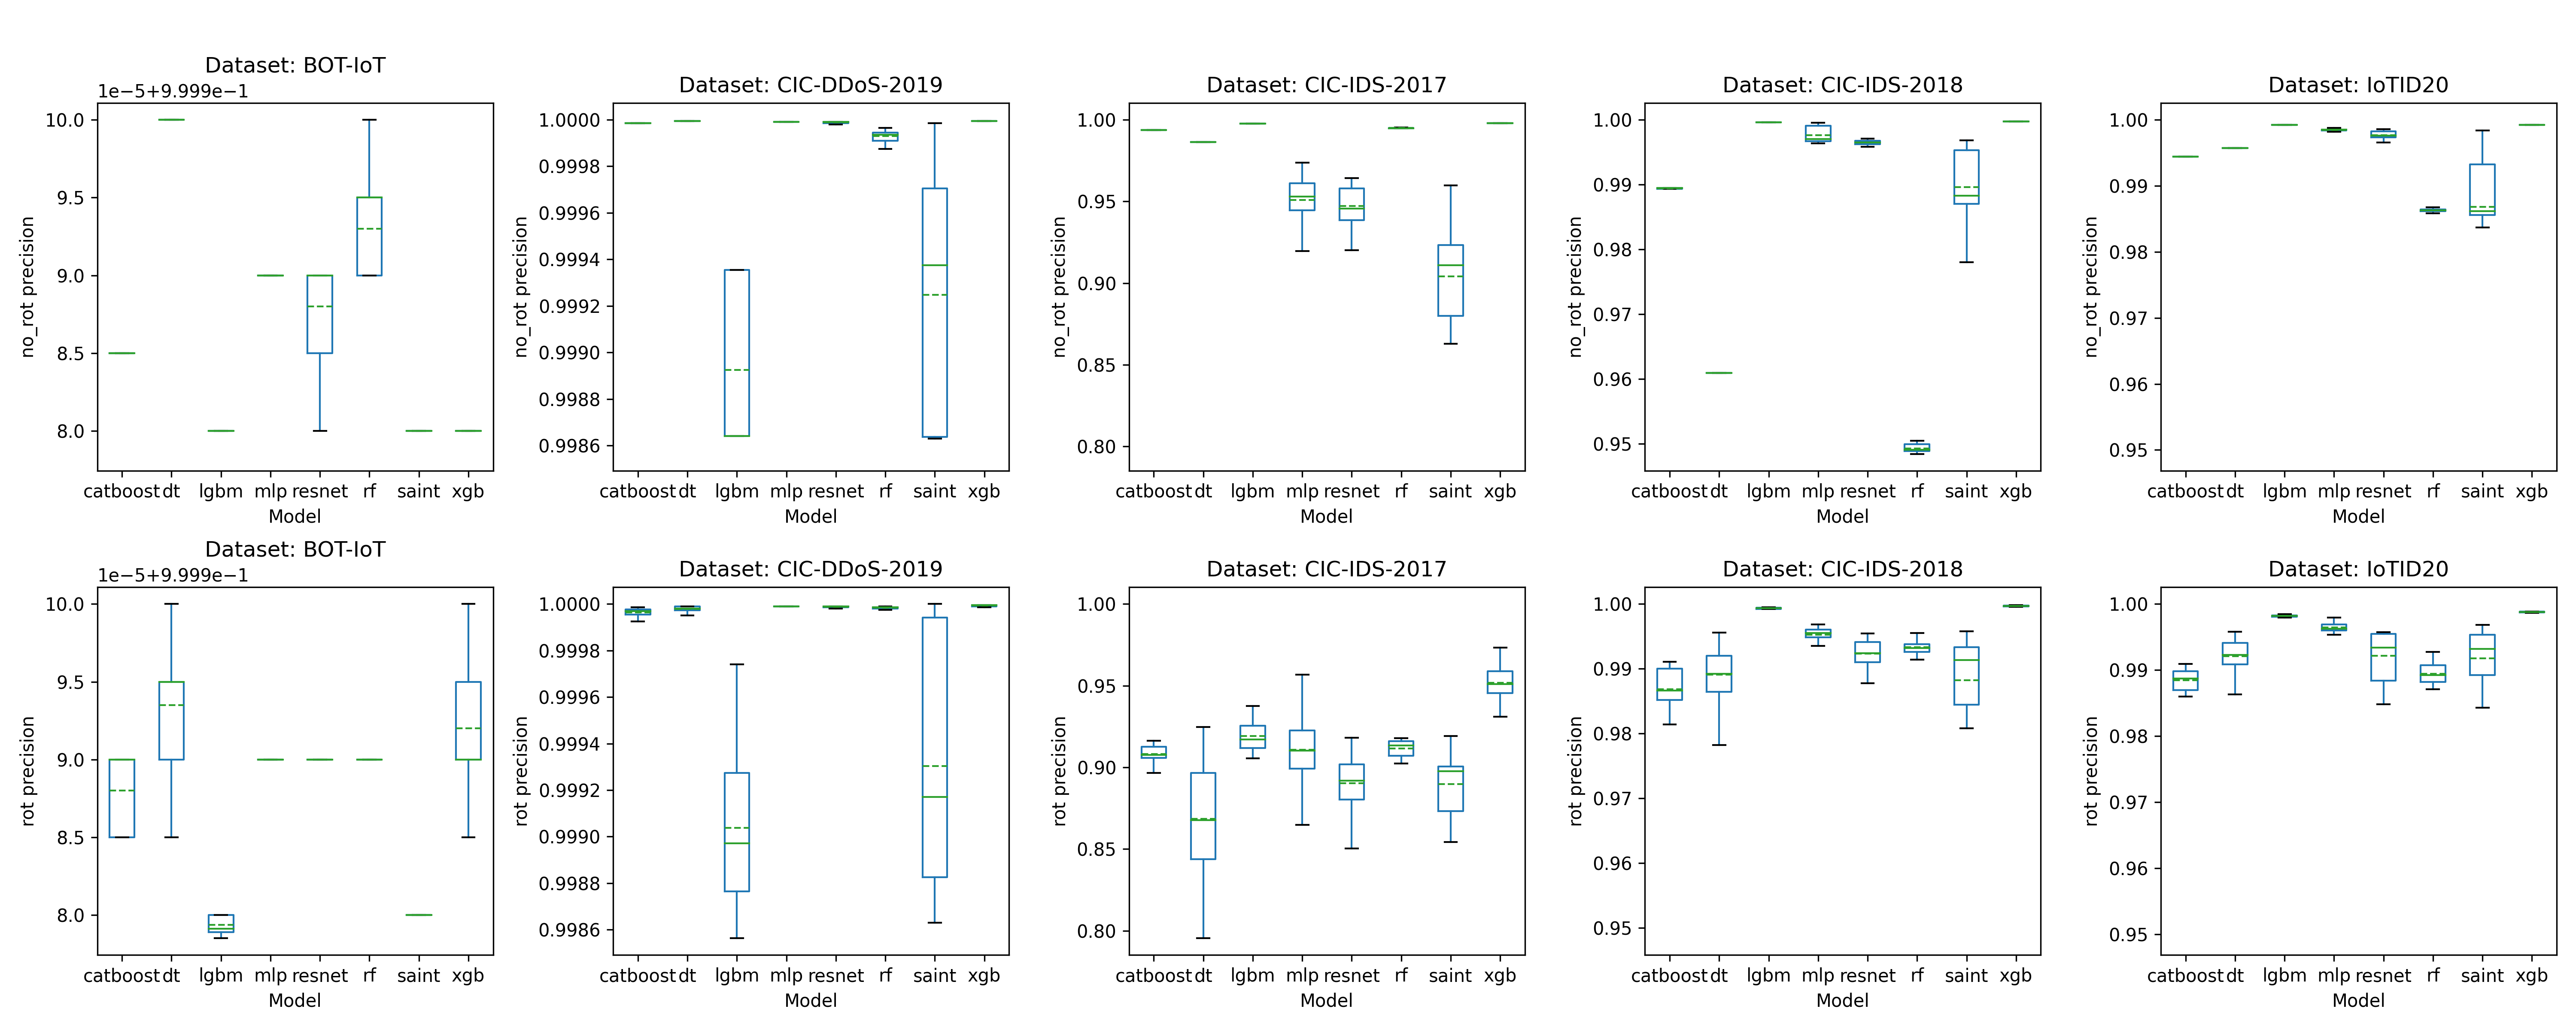 Dataset: BOT-IoT
1e−5+9.999e−1
10.0
9.5
9.0
8.5
8.0
no_rot precision
catboost dt lgbm mlp resnet rf saint xgb
Model
Dataset: CIC-DDoS-2019
1.0000
0.9998
0.9996
0.9994
0.9992
0.9990
0.9988
0.9986
no_rot precision
catboost dt lgbm mlp resnet rf saint xgb
Model
Dataset: CIC-IDS-2017
1.00
0.95
0.90
0.85
0.80
no_rot precision
catboost dt lgbm mlp resnet rf saint xgb
Model
Dataset: CIC-IDS-2018
1.00
0.99
0.98
0.97
0.96
0.95
no_rot precision
catboost dt lgbm mlp resnet rf saint xgb
Model
Dataset: IoTID20
1.00
0.99
0.98
0.97
0.96
0.95
no_rot precision
catboost dt lgbm mlp resnet rf saint xgb
Model
Dataset: BOT-IoT
1e−5+9.999e−1
10.0
9.5
9.0
8.5
8.0
rot precision
catboost dt lgbm mlp resnet rf saint xgb
Model
Dataset: CIC-DDoS-2019
1.0000
0.9998
0.9996
0.9994
0.9992
0.9990
0.9988
0.9986
rot precision
catboost dt lgbm mlp resnet rf saint xgb
Model
Dataset: CIC-IDS-2017
1.00
0.95
0.90
0.85
0.80
rot precision
catboost dt lgbm mlp resnet rf saint xgb
Model
Dataset: CIC-IDS-2018
1.00
0.99
0.98
0.97
0.96
0.95
rot precision
catboost dt lgbm mlp resnet rf saint xgb
Model
Dataset: IoTID20
1.00
0.99
0.98
0.97
0.96
0.95
rot precision
catboost dt lgbm mlp resnet rf saint xgb
Model